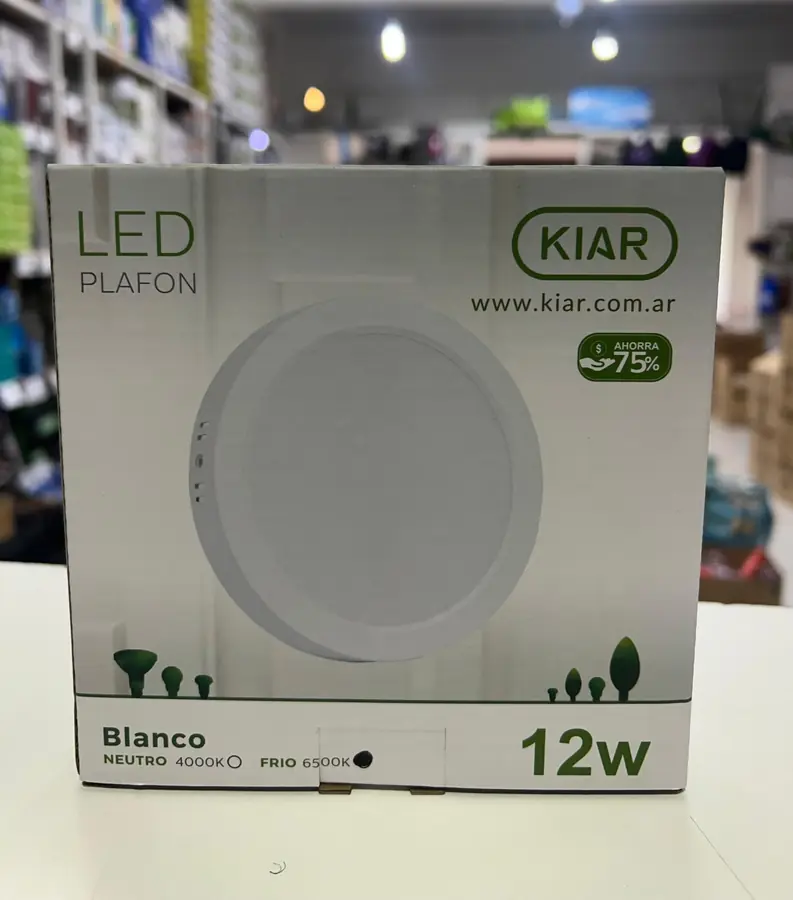 LED
PLAFON
KIAR
www.kiar.com.ar
$ AHORRA
75%
Blanco
NEUTRO 4000K FRIO 6500K
12w